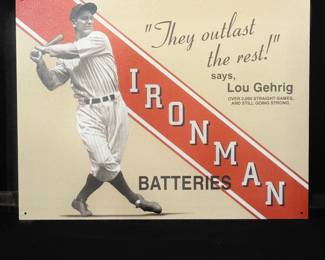 "They outlast
the rest!"
says,
Lou Gehrig
OVER 2,000 STRAIGHT GAMES,
AND STILL GOING STRONG.
IRONMAN
BATTERIES